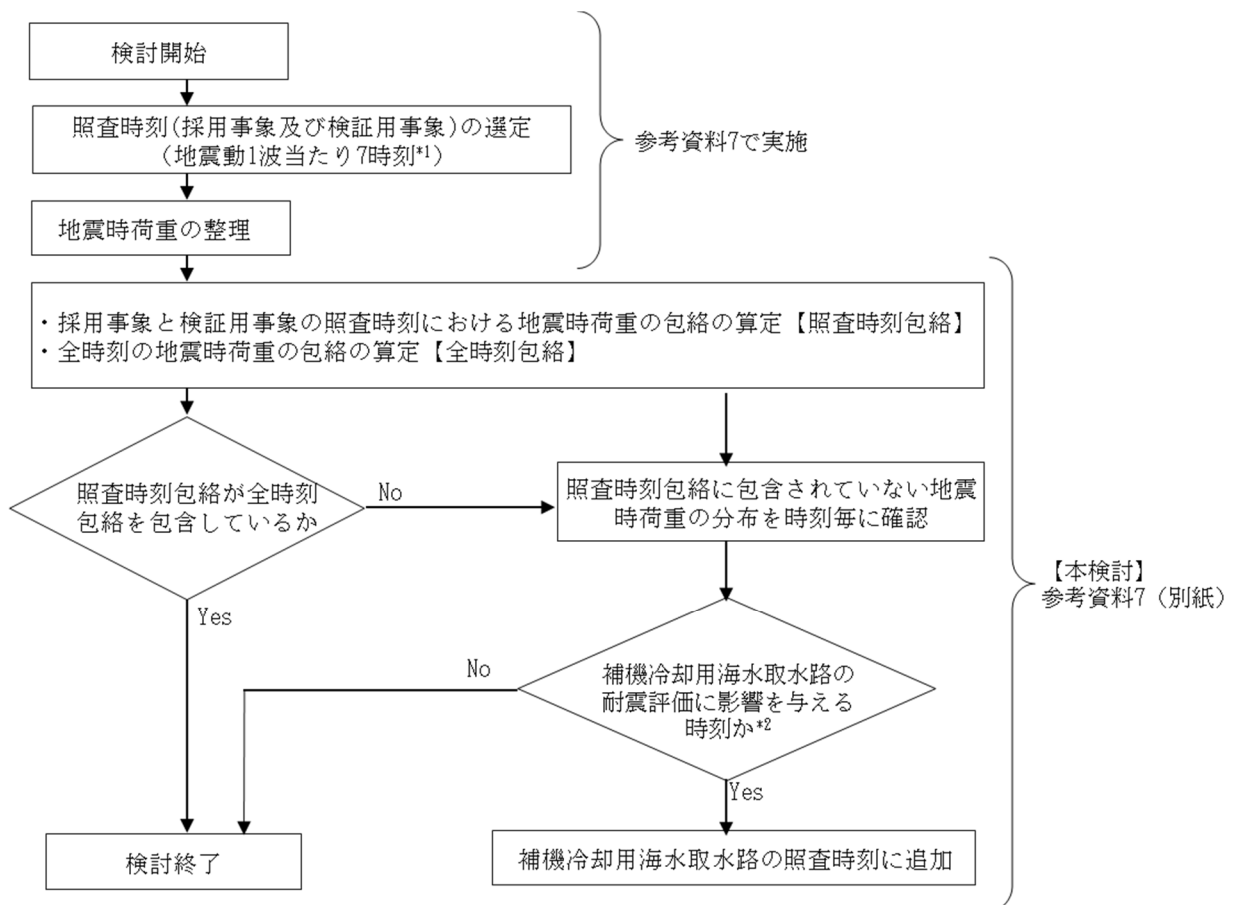 検討開始
照査時刻(採用事象及び検証用事象)の選定
(地震動1波当たり7時刻*1)
参考資料7で実施
地震時荷重の整理
・採用事象と検証用事象の照査時刻における地震時荷重の包絡の算定【照査時刻包絡】
・全時刻の地震時荷重の包絡の算定【全時刻包絡】
照査時刻包絡が全時刻
包絡を包含しているか
No
照査時刻包絡に包含されていない地震
時荷重の分布を時刻毎に確認
【本検討】
参考資料7（別紙）
Yes
No
補機冷却用海水取水路の
耐震評価に影響を与える
時刻か*2
Yes
検討終了
補機冷却用海水取水路の照査時刻に追加